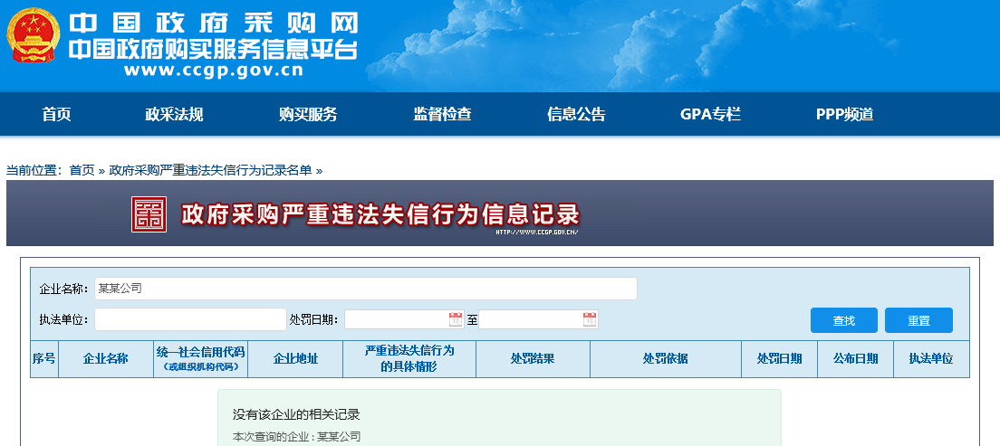 中国政府采购网
中国政府购买服务信息平台
www.ccgp.gov.cn
首页 政采法规 购买服务 监督检查 信息公告 GPA专栏 PPP频道
当前位置：首页 » 政府采购严重违法失信行为记录名单 »
政府采购严重违法失信行为信息记录
HTTP://WWW.CCGP.GOV.CN/
企业名称： 某某公司
执法单位： 处罚日期： 至 查找 重置
序号 企业名称 统一社会信用代码 （或组织机构代码） 企业地址 严重违法失信行为 的具体情形 处罚结果 处罚依据 处罚日期 公布日期 执法单位
没有该企业的相关记录
本次查询的企业 : 某某公司